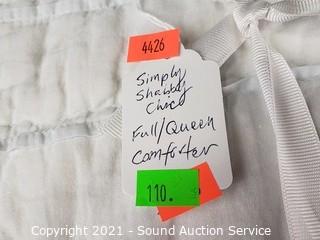 4426
Simply
Shabby
Chic
Full/Queen
Comforter
110.
Copyright 2021 - Sound Auction Service